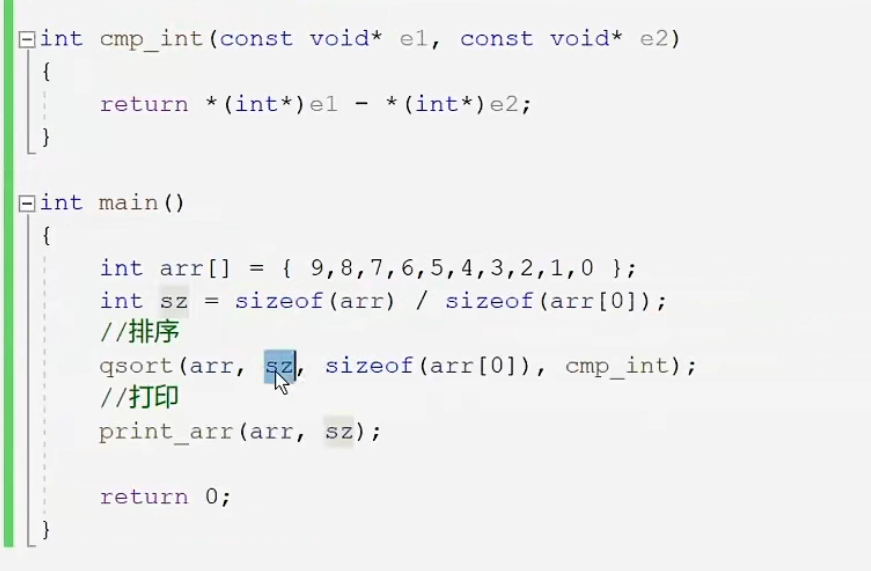 int cmp_int(const void* e1, const void* e2)
{
return *(int*)e1 - *(int*)e2;
}
int main()
{
int arr[] = { 9,8,7,6,5,4,3,2,1,0 };
int sz = sizeof(arr) / sizeof(arr[0]);
//排序
qsort(arr, sz, sizeof(arr[0]), cmp_int);
//打印
print_arr(arr, sz);
return 0;
}